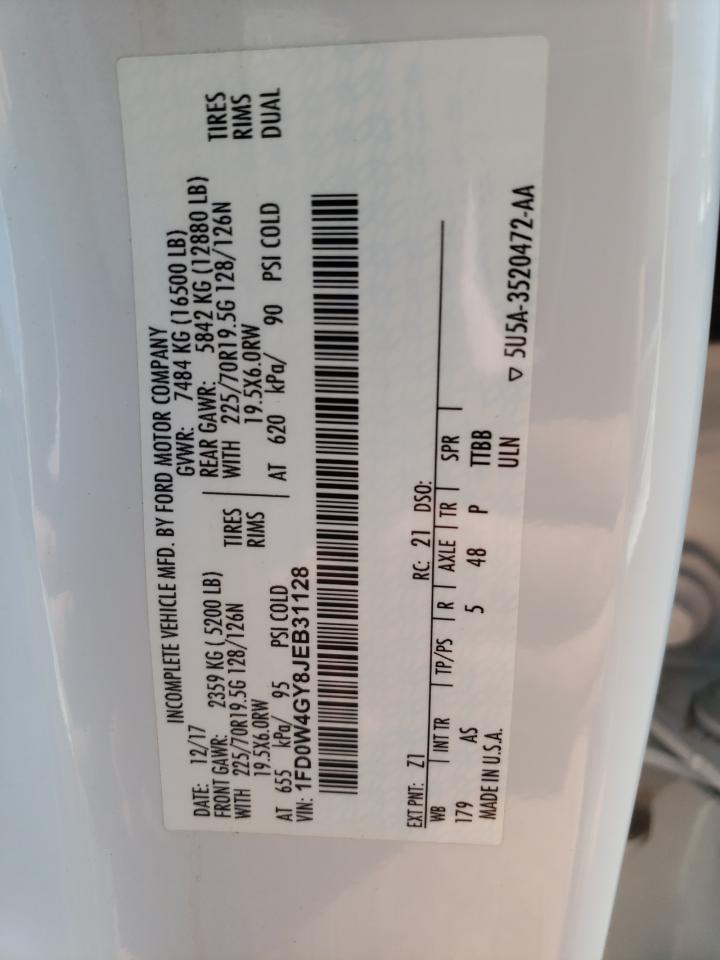 INCOMPLETE VEHICLE MFD. BY FORD MOTOR COMPANY
DATE: 12/17 GVWR: 7484 KG (16500 LB)
FRONT GAWR: 2359 KG ( 5200 LB) REAR GAWR: 5842 KG (12880 LB)
WITH 225/70R19.5G 128/126N TIRES WITH 225/70R19.5G 128/126N TIRES
19.5X6.0RW RIMS 19.5X6.0RW RIMS
AT 655 kPa/ 95 PSI COLD AT 620 kPa/ 90 PSI COLD DUAL
VIN: 1FD0W4GY8JEB31128
EXT PNT: Z1 RC: 21 DSO:
WB INT TR TP/PS R AXLE TR SPR
179 AS 5 48 P TTBB
MADE IN U.S.A. ULN
▽ 5U5A-3520472-AA